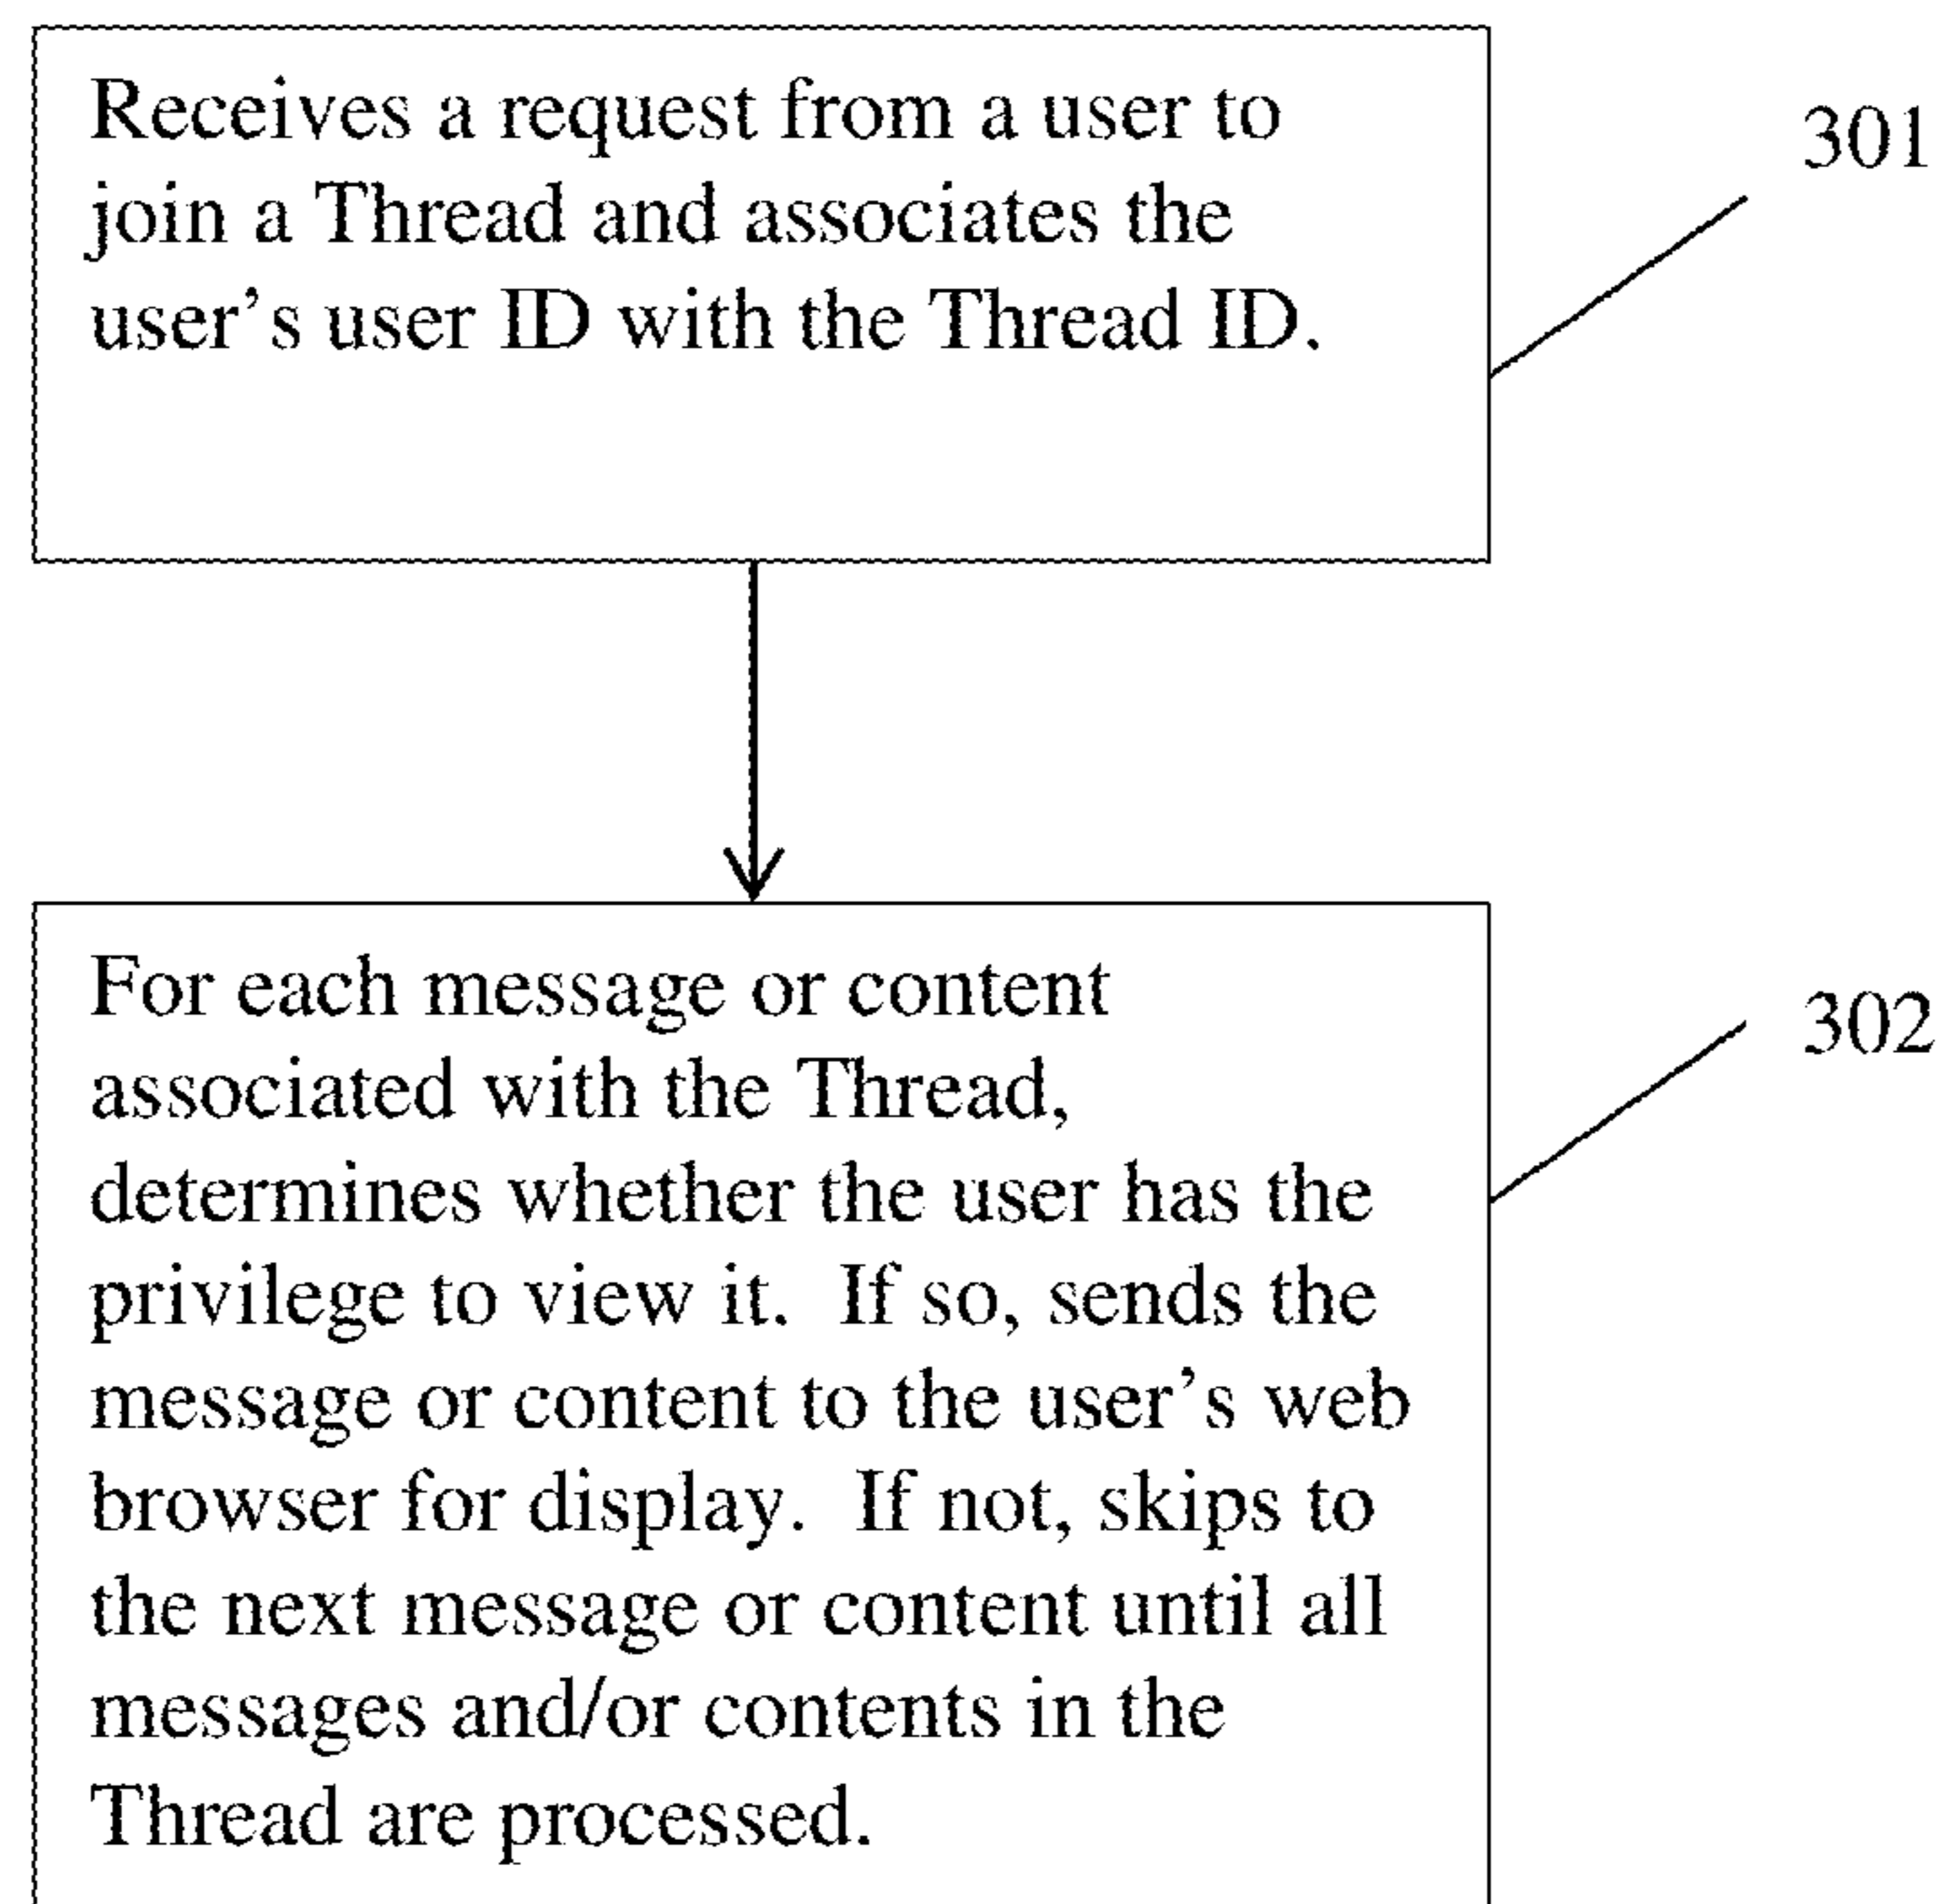 Receives a request from a user to
join a Thread and associates the
user’s user ID with the Thread ID.
301
For each message or content
associated with the Thread,
determines whether the user has the
privilege to view it.  If so, sends the
message or content to the user’s web
browser for display.  If not, skips to
the next message or content until all
messages and/or contents in the
Thread are processed.
302